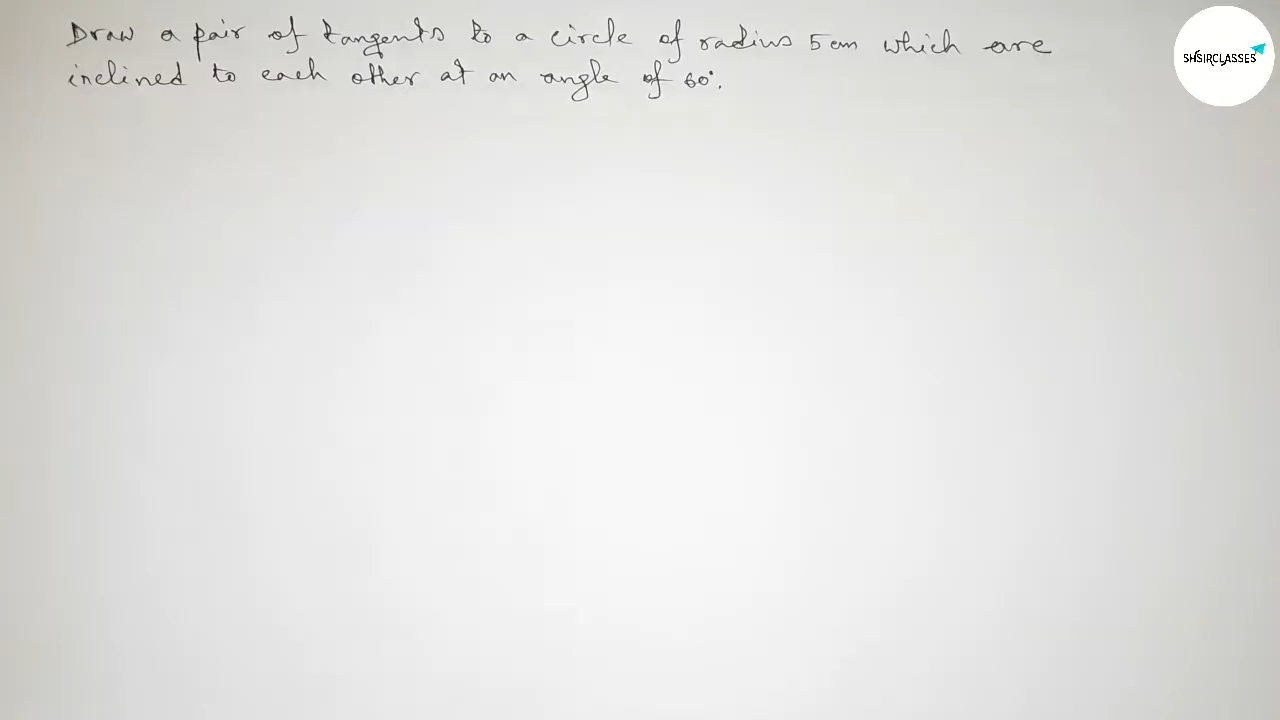 Draw a pair of tangents to a circle of radius 5 cm which are
inclined to each other at an angle of 60°.
SHSIRCLASSES